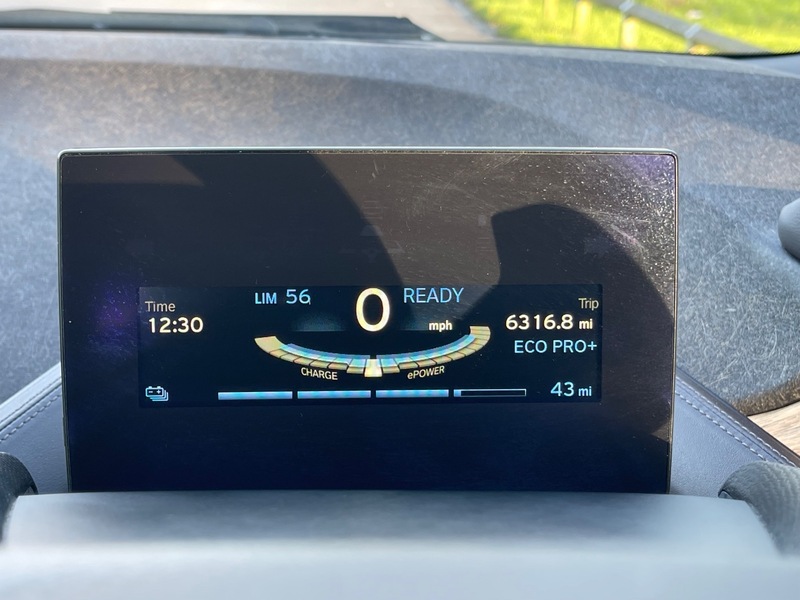 LIM 56 0 READY
mph
Time
12:30
Trip
6316.8 mi
ECO PRO+
CHARGE ePOWER
43 mi